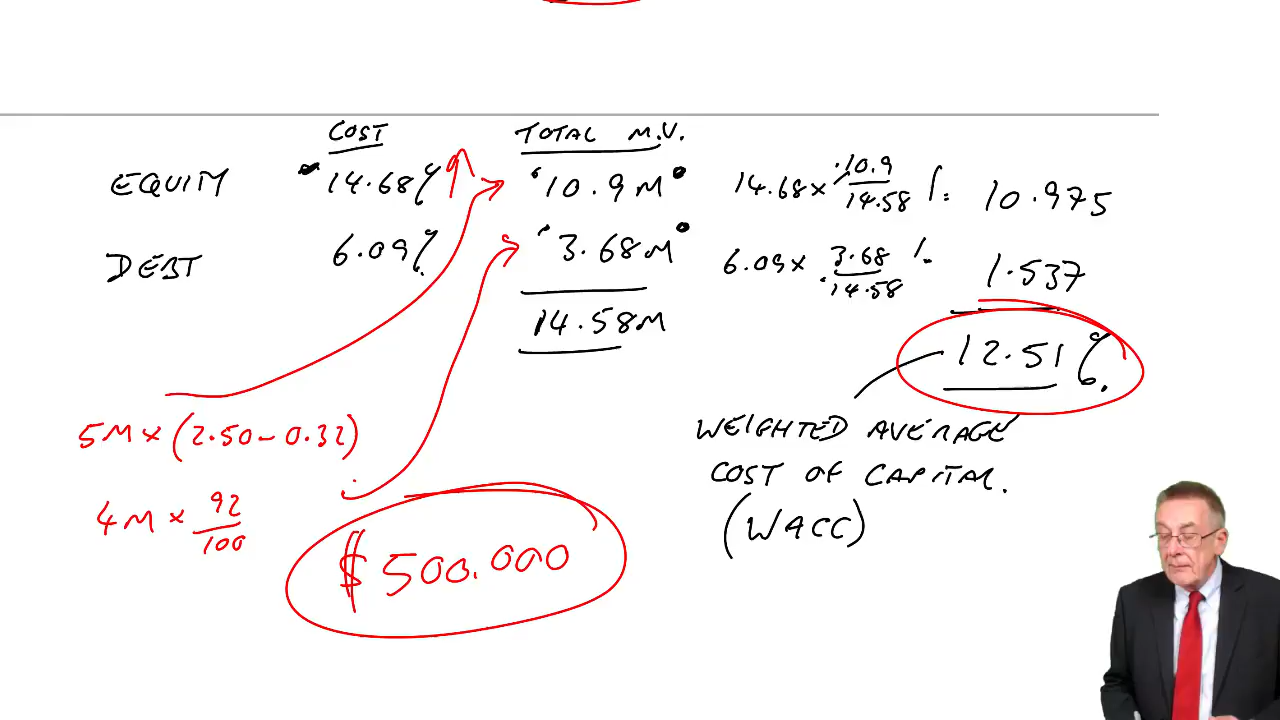 COST TOTAL M.V.
EQUITY 14.68% 10.9M 14.68 × 10.9/14.58 = 10.975
DEBT 6.09% 3.68M 6.09 × 3.68/14.58 = 1.537
14.58M
12.51%
5M × (2.50 - 0.32)
WEIGHTED AVERAGE
COST OF CAPITAL.
(WACC)
4M × 92/100
$500.000